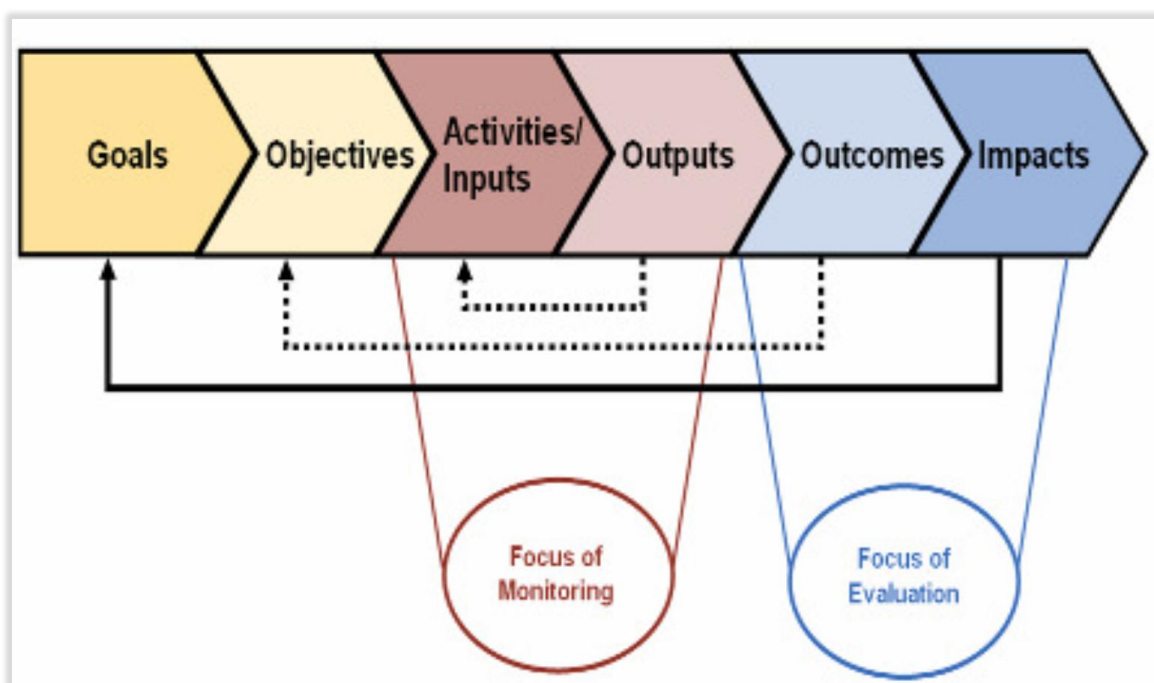 Goals
Objectives
Activities/
Inputs
Outputs
Outcomes
Impacts
Focus of
Monitoring
Focus of
Evaluation